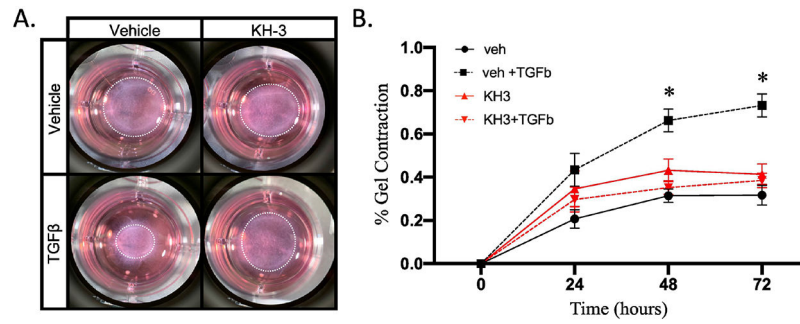 A.
Vehicle KH-3
Vehicle
TGFβ
B.
% Gel Contraction
1.0
0.8
0.6
0.4
0.2
0.0
veh
veh +TGFb
KH3
KH3+TGFb
* *
0 24 48 72
Time (hours)